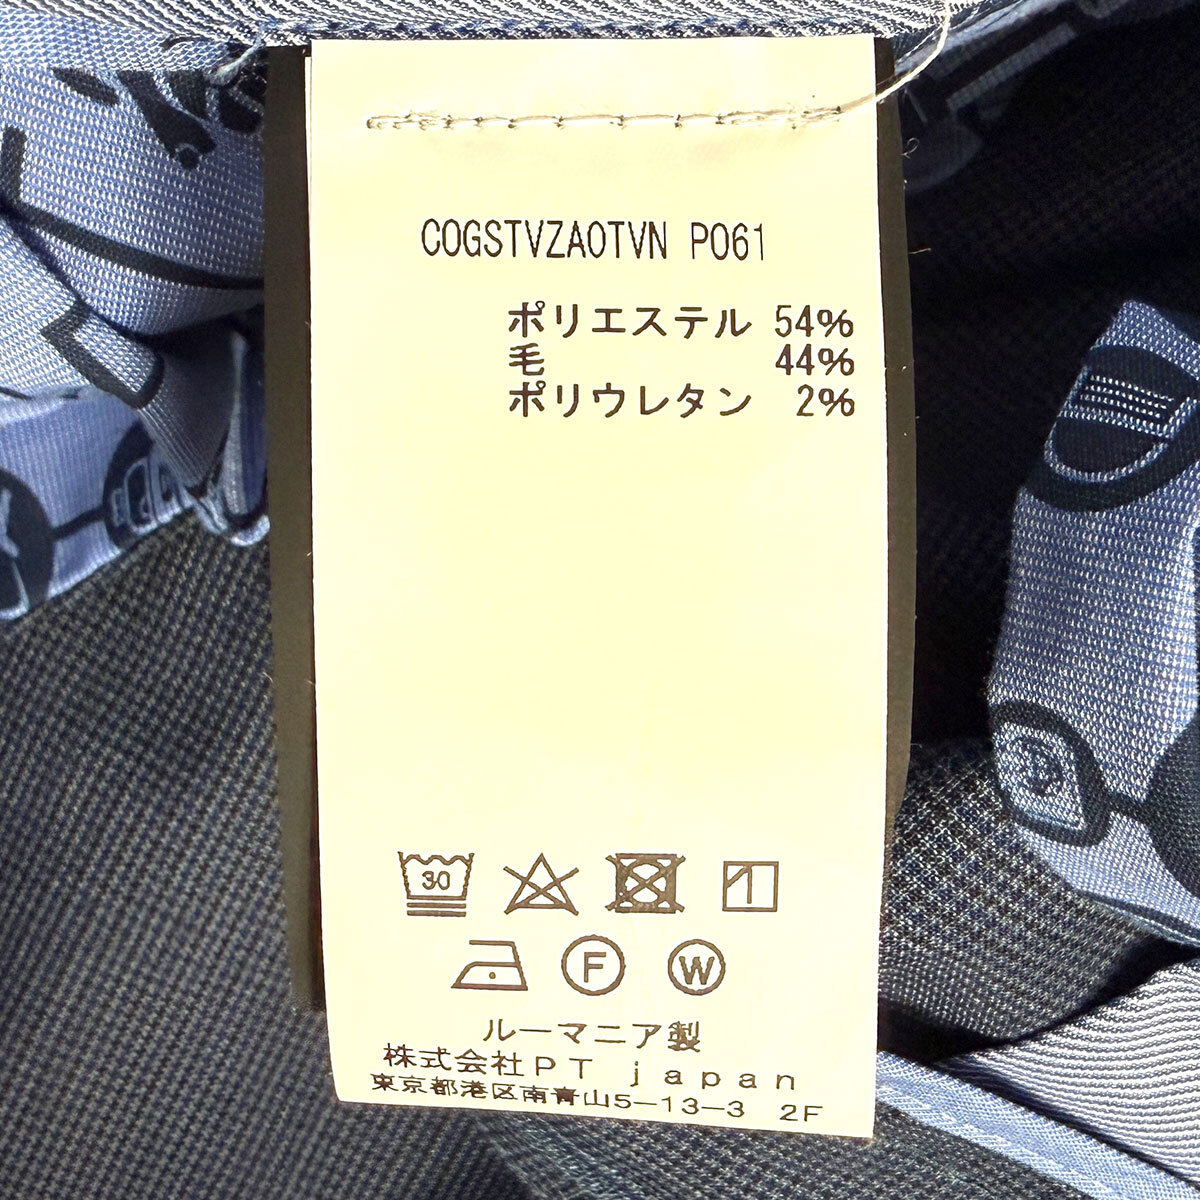 COGSTVZA0TVN P061
ポリエステル 54%
毛 44%
ポリウレタン 2%
30
F W
ルーマニア製
株式会社PT japan
東京都港区南青山5-13-3 2F